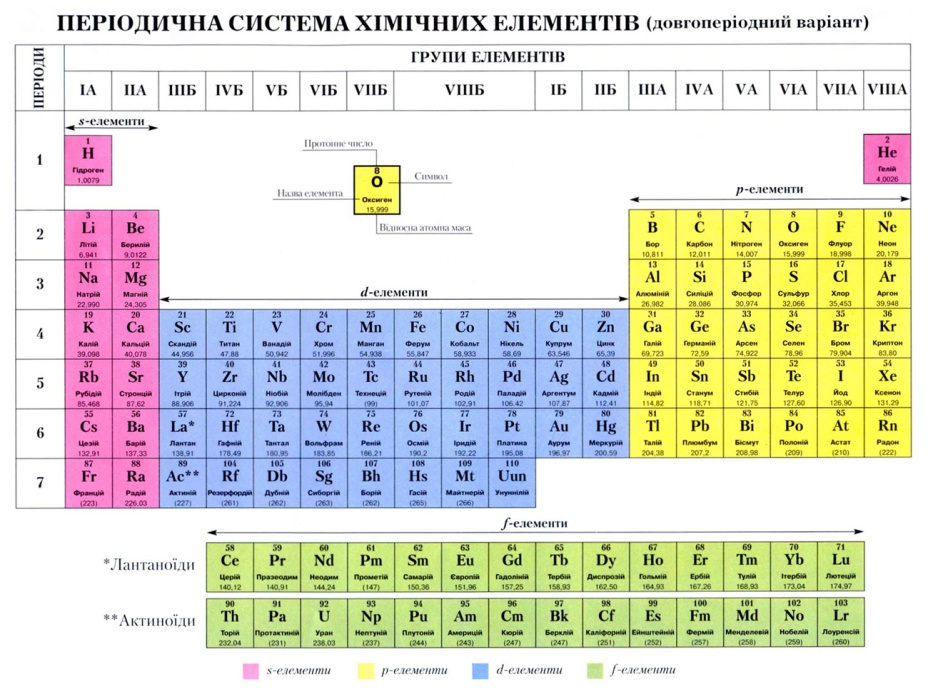 ПЕРІОДИЧНА СИСТЕМА ХІМІЧНИХ ЕЛЕМЕНТІВ (довгоперіодний варіант)
ПЕРІОДИ
ГРУПИ ЕЛЕМЕНТІВ
IА IIА IIIБ IVБ VБ VIБ VIIБ VIIIБ IБ IIБ IIIА IVА VА VIА VIIА VIIIА
s-елементи
1
1 2
H He
Гідроген Гелій
1,0079 4,0026
Протонне число
8
O
Символ
Назва елемента
Оксиген
15,999
Відносна атомна маса
p-елементи
2
3 4 5 6 7 8 9 10
Li Be B C N O F Ne
Літій Берилій Бор Карбон Нітроген Оксиген Флуор Неон
6,941 9,0122 10,811 12,011 14,007 15,999 18,998 20,179
3
11 12 13 14 15 16 17 18
Na Mg Al Si P S Cl Ar
Натрій Магній Алюміній Силіцій Фосфор Сульфур Хлор Аргон
22,990 24,305 26,982 28,086 30,974 32,066 35,453 39,948
d-елементи
4
19 20 21 22 23 24 25 26 27 28 29 30 31 32 33 34 35 36
K Ca Sc Ti V Cr Mn Fe Co Ni Cu Zn Ga Ge As Se Br Kr
Калій Кальцій Скандій Титан Ванадій Хром Манган Ферум Кобальт Нікель Купрум Цинк Галій Германій Арсен Селен Бром Криптон
39,098 40,078 44,956 47,88 50,942 51,996 54,938 55,847 58,933 58,69 63,546 65,39 69,723 72,59 74,922 78,96 79,904 83,80
5
37 38 39 40 41 42 43 44 45 46 47 48 49 50 51 52 53 54
Rb Sr Y Zr Nb Mo Tc Ru Rh Pd Ag Cd In Sn Sb Te I Xe
Рубідій Стронцій Ітрій Цирконій Ніобій Молібден Технецій Рутеній Родій Паладій Аргентум Кадмій Індій Станум Стибій Телур Йод Ксенон
85,468 87,62 88,906 91,224 92,906 95,94 (99) 101,07 102,91 106,42 107,87 112,41 114,82 118,71 121,75 127,60 126,90 131,29
6
55 56 57 72 73 74 75 76 77 78 79 80 81 82 83 84 85 86
Cs Ba La* Hf Ta W Re Os Ir Pt Au Hg Tl Pb Bi Po At Rn
Цезій Барій Лантан Гафній Тантал Вольфрам Реній Осмій Іридій Платина Аурум Меркурій Талій Плюмбум Бісмут Полоній Астат Радон
132,91 137,33 138,91 178,49 180,95 183,85 186,21 190,2 192,22 195,08 196,97 200,59 204,38 207,2 208,98 (209) (210) (222)
7
87 88 89 104 105 106 107 108 109 110
Fr Ra Ac** Rf Db Sg Bh Hs Mt Uun
Францій Радій Актиній Резерфордій Дубній Сиборгій Борій Гасій Майтнерій Унуннілій
(223) 226,03 (227) (261) (262) (263) (262) (265) (266)
f-елементи
*Лантаноїди
58 59 60 61 62 63 64 65 66 67 68 69 70 71
Ce Pr Nd Pm Sm Eu Gd Tb Dy Ho Er Tm Yb Lu
Церій Празеодим Неодим Прометій Самарій Європій Гадоліній Тербій Диспрозій Гольмій Ербій Тулій Ітербій Лютецій
140,12 140,91 144,24 (147) 150,36 151,96 157,25 158,93 162,50 164,93 167,26 168,93 173,04 174,97
**Актиноїди
90 91 92 93 94 95 96 97 98 99 100 101 102 103
Th Pa U Np Pu Am Cm Bk Cf Es Fm Md No Lr
Торій Протактиній Уран Нептуній Плутоній Америцій Кюрій Берклій Каліфорній Ейнштейній Фермій Менделевій Нобелій Лоуренсій
232,04 (231) 238,03 (237) (244) (243) (247) (247) (251) (252) (257) (258) (259) (260)
s-елементи p-елементи d-елементи f-елементи